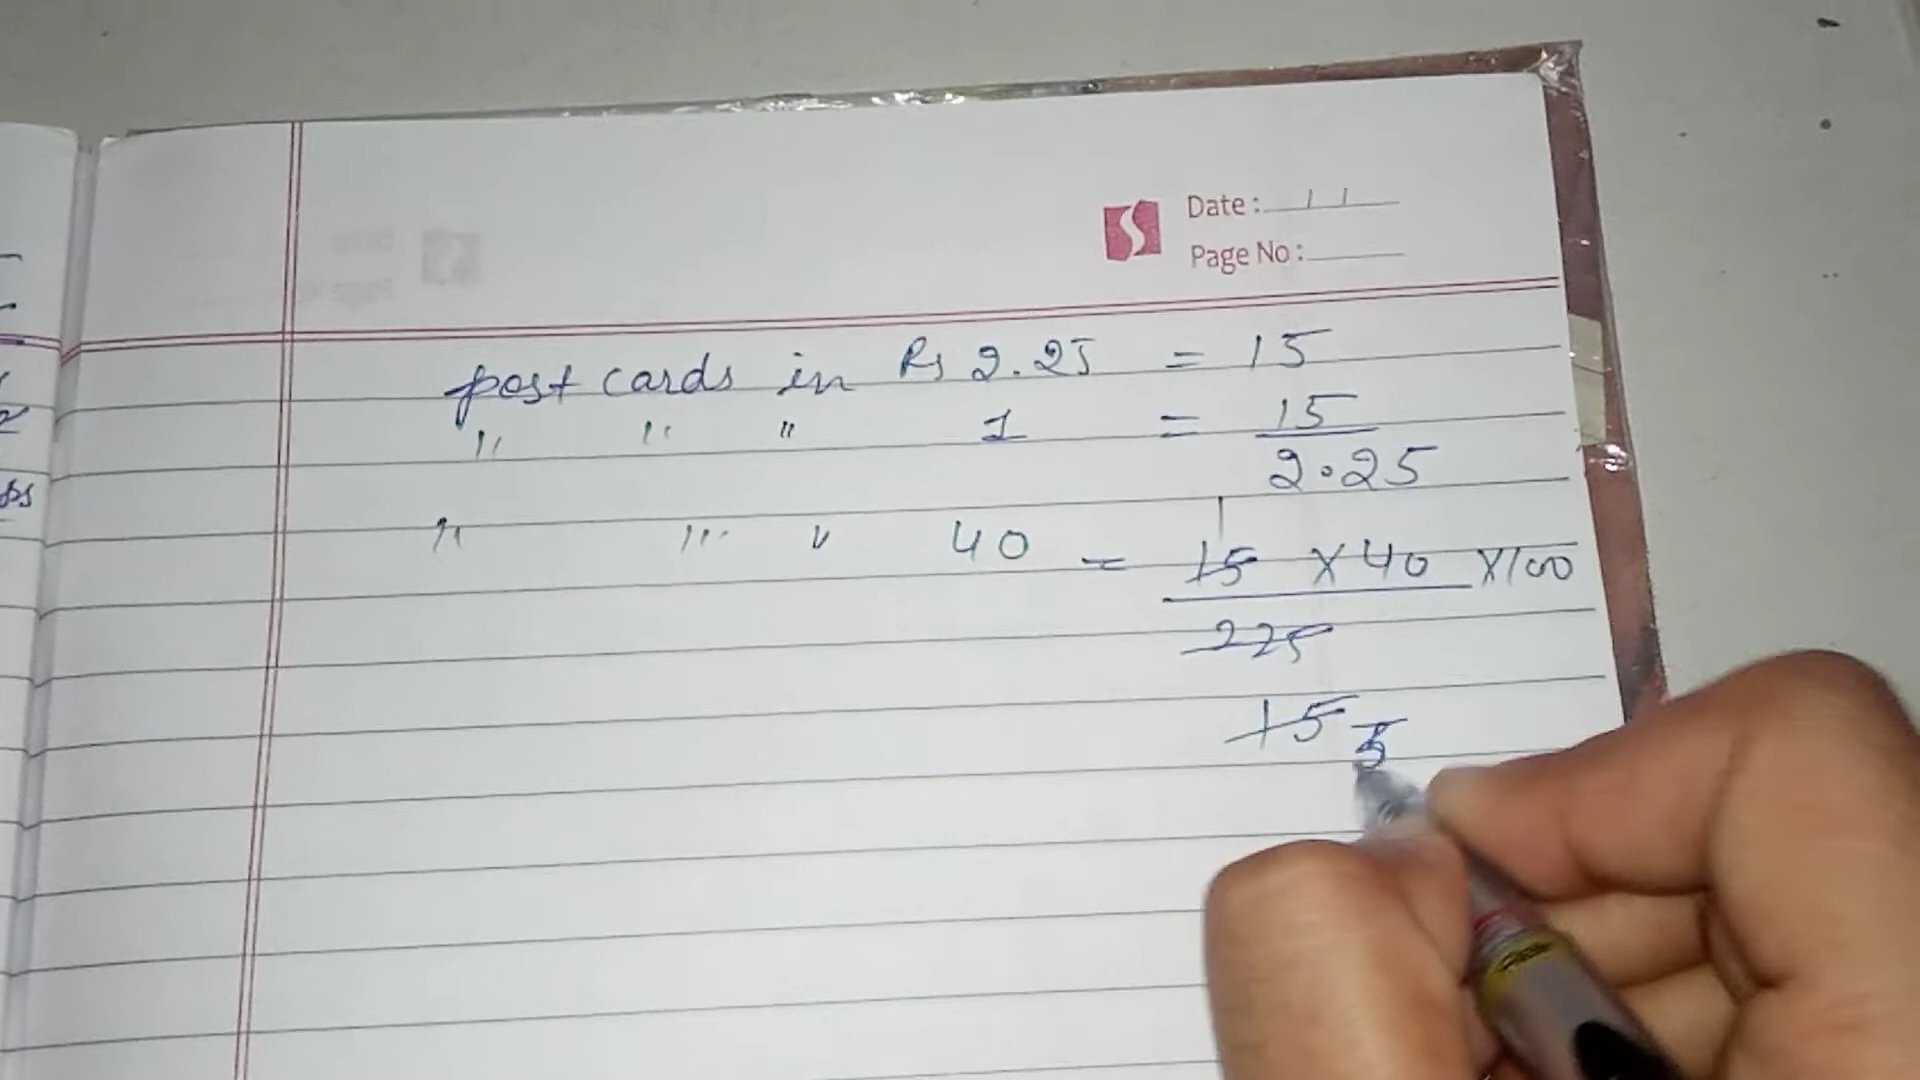 Date : / /
Page No :
post cards in Rs 2.25 = 15
" " " 1 = 15
2.25
" " " 40 = 15 X 40 X100
225
15